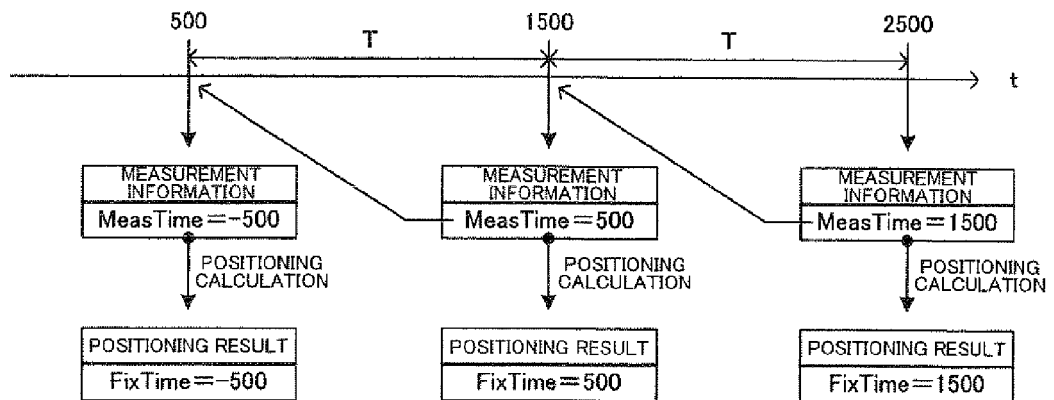 500
1500
2500
T
T
t
MEASUREMENT
INFORMATION
MeasTime=-500
MEASUREMENT
INFORMATION
MeasTime=500
MEASUREMENT
INFORMATION
MeasTime=1500
POSITIONING
CALCULATION
POSITIONING
CALCULATION
POSITIONING
CALCULATION
POSITIONING RESULT
FixTime=-500
POSITIONING RESULT
FixTime=500
POSITIONING RESULT
FixTime=1500